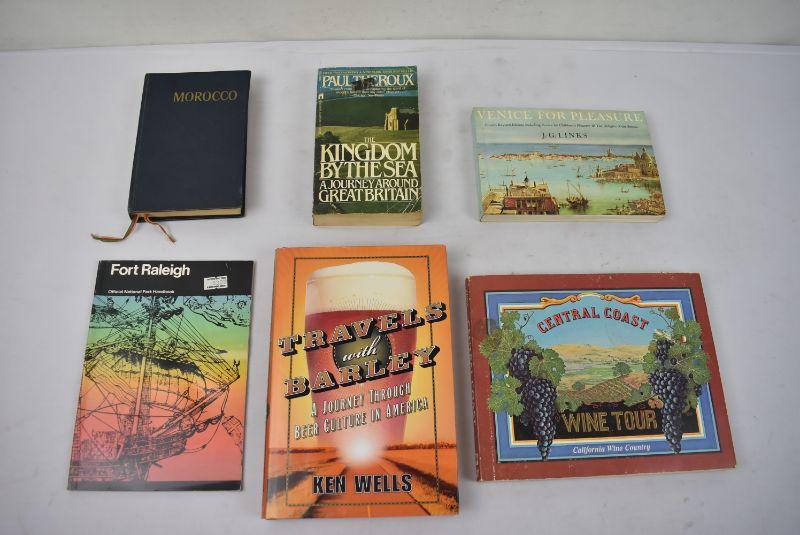 MOROCCO
PAUL THEROUX
THE
KINGDOM
BY THE SEA
A JOURNEY AROUND
GREAT BRITAIN
VENICE FOR PLEASURE
J.G. LINKS
Fort Raleigh
Official National Park Handbook
TRAVELS
with
BARLEY
A JOURNEY THROUGH
BEER CULTURE IN AMERICA
KEN WELLS
CENTRAL COAST
WINE TOUR
California Wine Country